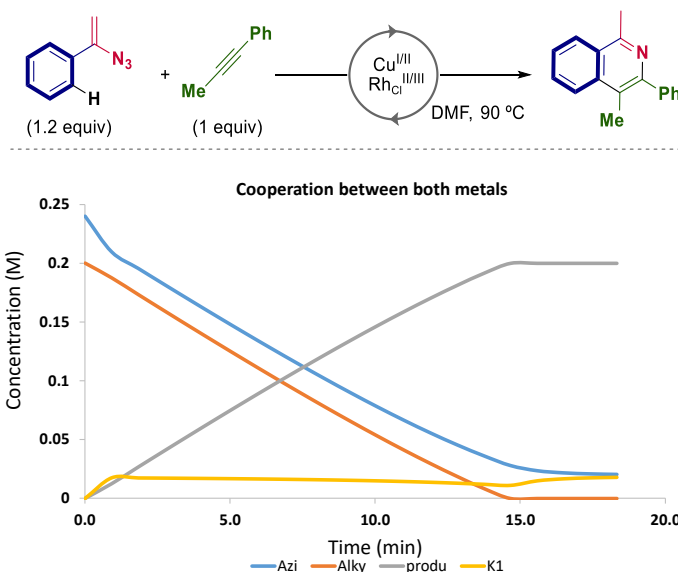 Ph
N3
H
+
Me
Cu I/II
Rh Cl II/III
N
Ph
Me
(1.2 equiv)
(1 equiv)
DMF, 90 ºC
Cooperation between both metals
Concentration (M)
0.25
0.2
0.15
0.1
0.05
0
0.0 5.0 10.0 15.0 20.0
Time (min)
Azi Alky produ K1